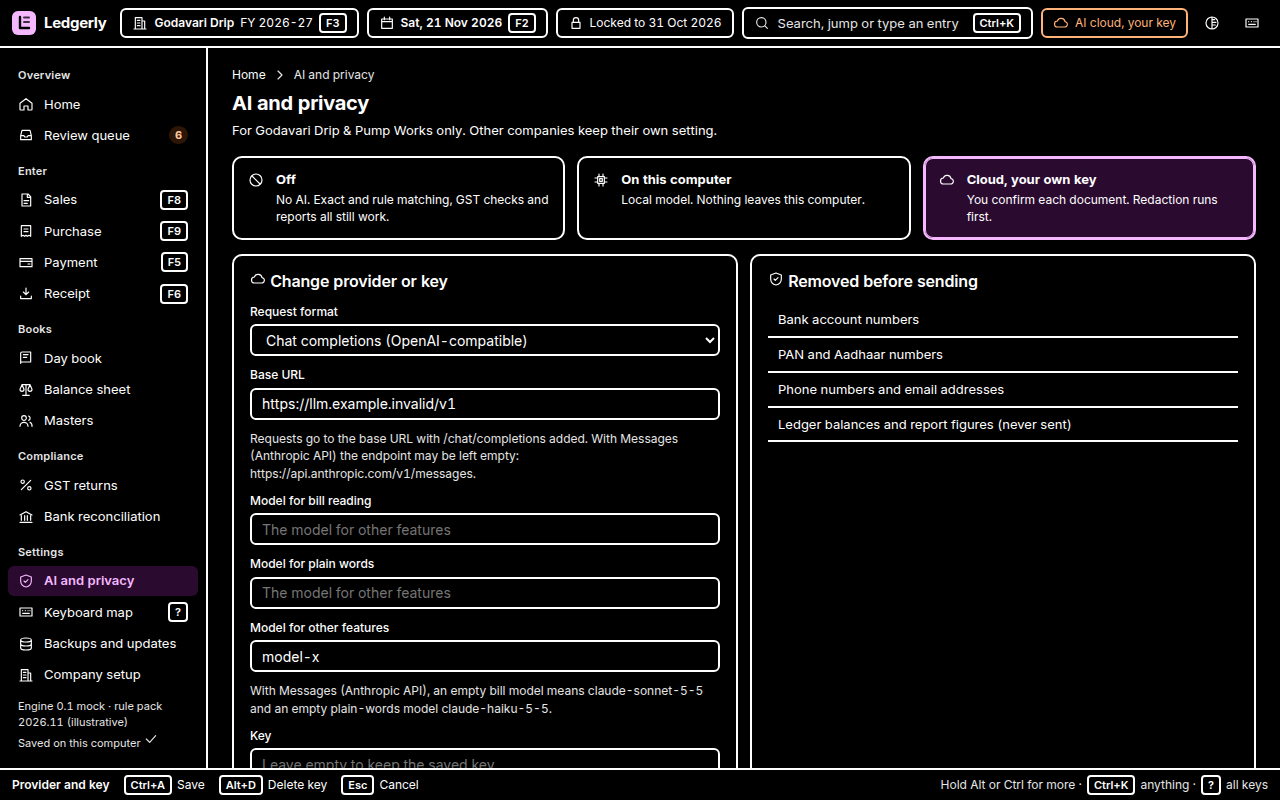 Ledgerly
Godavari Drip FY 2026-27 F3
Sat, 21 Nov 2026 F2
Locked to 31 Oct 2026
Search, jump or type an entry Ctrl+K
AI cloud, your key
Overview
Home
Review queue 6
Enter
Sales F8
Purchase F9
Payment F5
Receipt F6
Books
Day book
Balance sheet
Masters
Compliance
GST returns
Bank reconciliation
Settings
AI and privacy
Keyboard map ?
Backups and updates
Company setup
Engine 0.1 mock · rule pack
2026.11 (illustrative)
Saved on this computer
Home > AI and privacy
AI and privacy
For Godavari Drip & Pump Works only. Other companies keep their own setting.
Off
No AI. Exact and rule matching, GST checks and
reports all still work.
On this computer
Local model. Nothing leaves this computer.
Cloud, your own key
You confirm each document. Redaction runs
first.
Change provider or key
Request format
Chat completions (OpenAI-compatible)
Base URL
https://llm.example.invalid/v1
Requests go to the base URL with /chat/completions added. With Messages
(Anthropic API) the endpoint may be left empty:
https://api.anthropic.com/v1/messages.
Model for bill reading
The model for other features
Model for plain words
The model for other features
Model for other features
model-x
With Messages (Anthropic API), an empty bill model means claude-sonnet-5-5
and an empty plain-words model claude-haiku-5-5.
Key
Leave empty to keep the saved key
Removed before sending
Bank account numbers
PAN and Aadhaar numbers
Phone numbers and email addresses
Ledger balances and report figures (never sent)
Provider and key Ctrl+A Save Alt+D Delete key Esc Cancel
Hold Alt or Ctrl for more · Ctrl+K anything · ? all keys